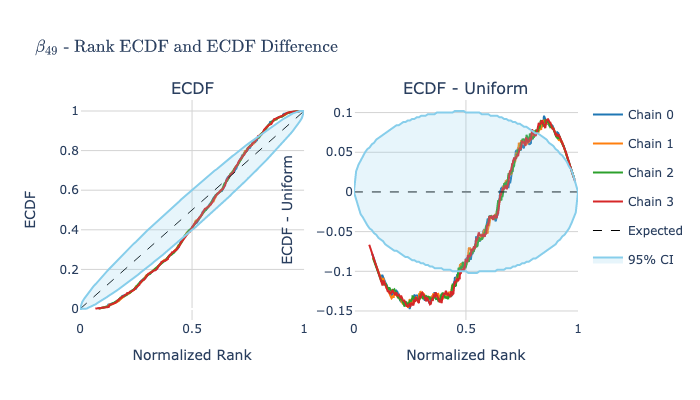 β₄₉ - Rank ECDF and ECDF Difference
ECDF
ECDF - Uniform
1
0.8
0.6
0.4
0.2
0
ECDF
0
0.5
1
Normalized Rank
0.1
0.05
0
−0.05
−0.1
−0.15
ECDF - Uniform
0
0.5
1
Normalized Rank
Chain 0
Chain 1
Chain 2
Chain 3
Expected
95% CI